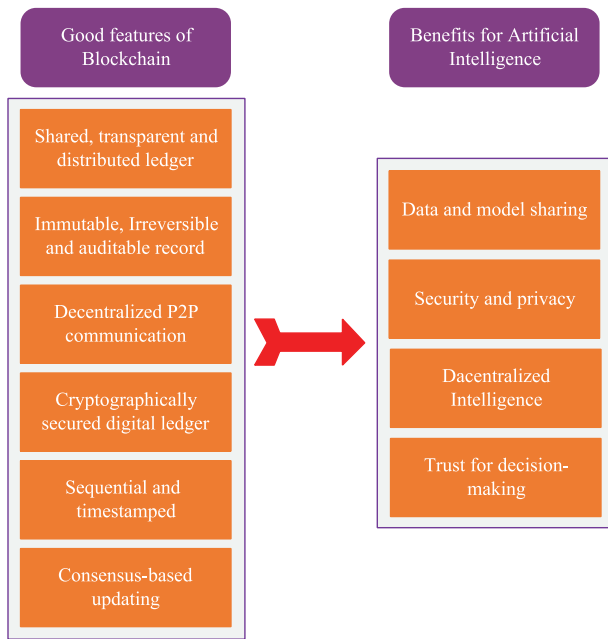 Good features of
Blockchain
Shared, transparent and
distributed ledger
Immutable, Irreversible
and auditable record
Decentralized P2P
communication
Cryptographically
secured digital ledger
Sequential and
timestamped
Consensus-based
updating
Benefits for Artificial
Intelligence
Data and model sharing
Security and privacy
Dacentralized
Intelligence
Trust for decision-
making